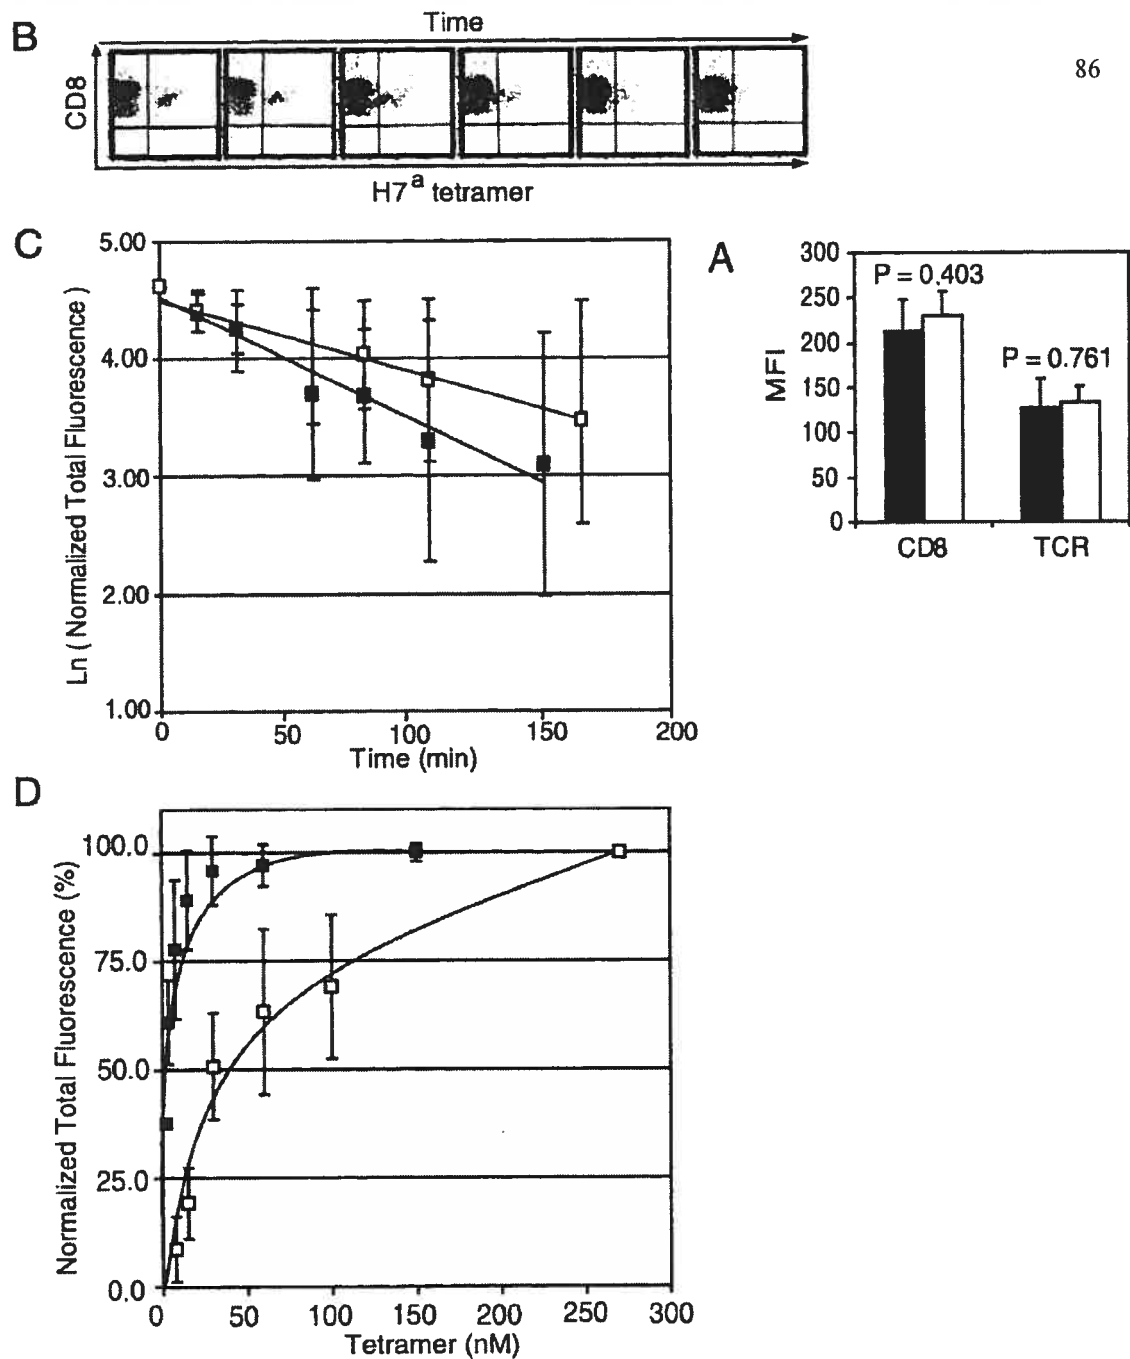 B
Time
86
CD8
H7a tetramer
C
Ln ( Normalized Total Fluorescence )
5.00
4.00
3.00
2.00
1.00
0 50 100 150 200
Time (min)
A
MFI
300
250
200
150
100
50
0
P = 0.403
P = 0.761
CD8 TCR
D
Normalized Total Fluorescence (%)
100.0
75.0
50.0
25.0
0.0
0 50 100 150 200 250 300
Tetramer (nM)